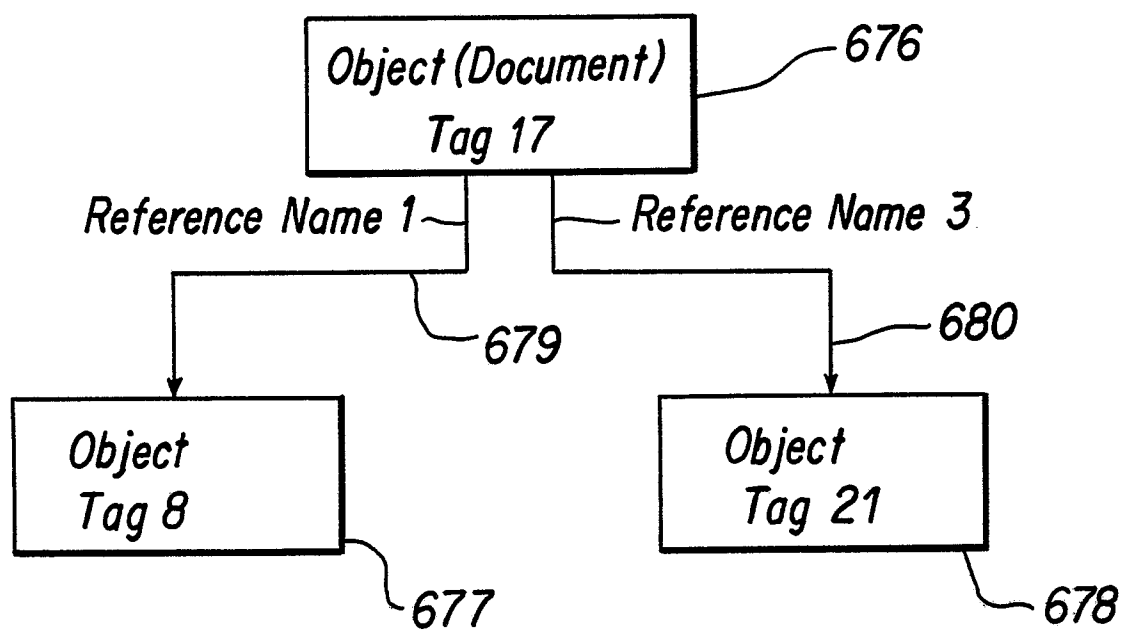 Object (Document)
Tag 17
676
Reference Name 1
Reference Name 3
679
680
Object
Tag 8
677
Object
Tag 21
678